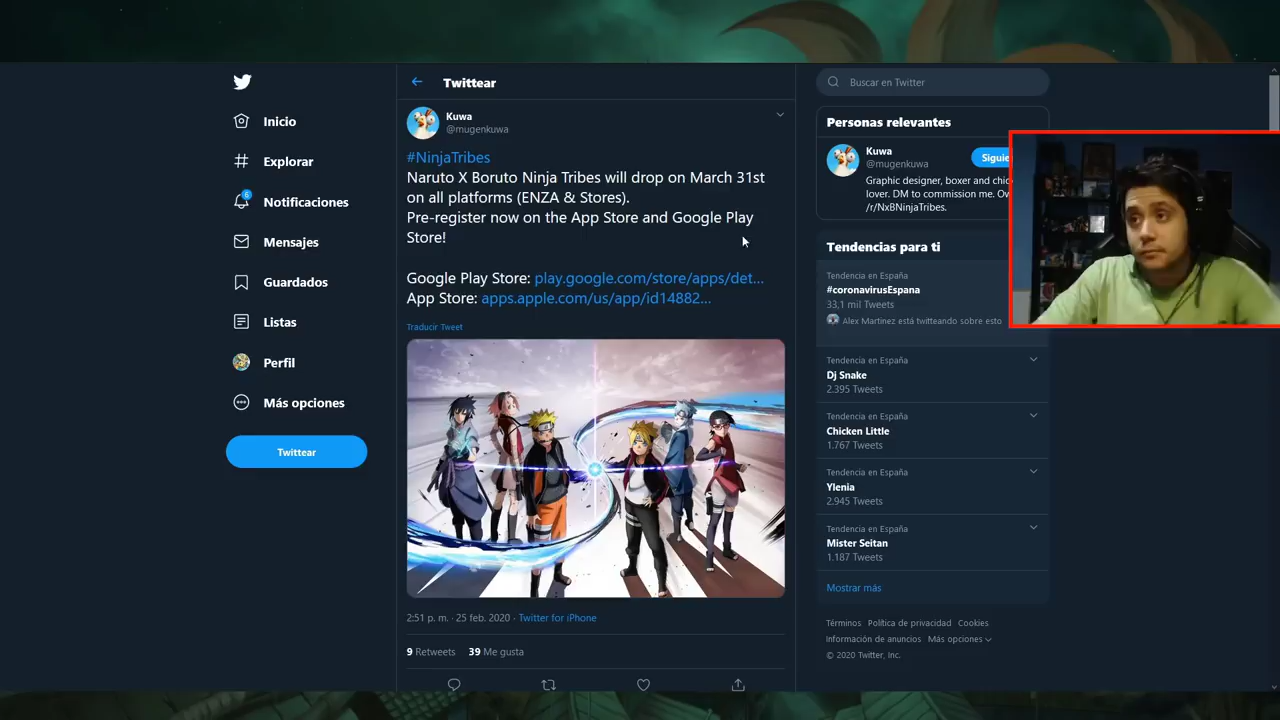 Inicio
Explorar
6
Notificaciones
Mensajes
Guardados
Listas
Perfil
Más opciones
Twittear
Twittear
Kuwa
@mugenkuwa
#NinjaTribes
Naruto X Boruto Ninja Tribes will drop on March 31st
on all platforms (ENZA & Stores).
Pre-register now on the App Store and Google Play
Store!
Google Play Store: play.google.com/store/apps/det...
App Store: apps.apple.com/us/app/id14882...
Traducir Tweet
2:51 p. m. · 25 feb. 2020 · Twitter for iPhone
9 Retweets 39 Me gusta
Buscar en Twitter
Personas relevantes
Kuwa
@mugenkuwa
Graphic designer, boxer and
lover. DM to commission me.
/r/NxBNinjaTribes.
Tendencias para ti
Tendencia en España
#coronavirusEspana
33,1 mil Tweets
Alex Martinez está twitteando sobre esto
Tendencia en España
Dj Snake
2.395 Tweets
Tendencia en España
Chicken Little
1.767 Tweets
Tendencia en España
Ylenia
2.945 Tweets
Tendencia en España
Mister Seitan
1.187 Tweets
Mostrar más
Términos Política de privacidad Cookies
Información de anuncios Más opciones
© 2020 Twitter, Inc.